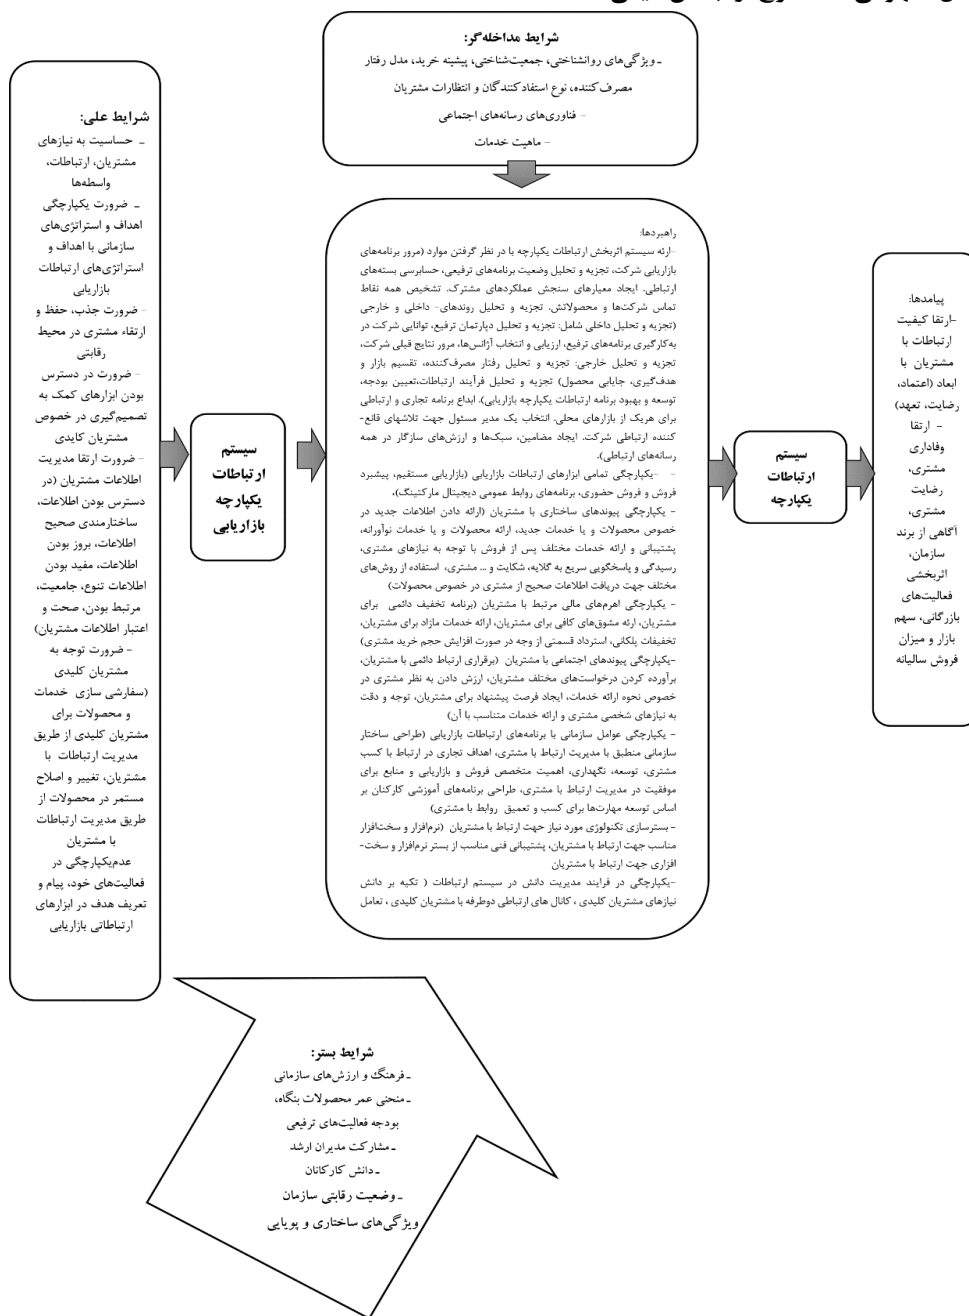 شرایط مداخله‌گر:
ـ ویژگی‌های روانشناختی، جمعیت‌شناختی، پیشینه خرید، مدل رفتار
مصرف‌کننده، نوع استفاد‌کنندگان و انتظارات مشتریان
– فناوری‌های رسانه‌های اجتماعی
– ماهیت خدمات
شرایط علی:
ـ حساسیت به نیازهای
مشتریان، ارتباطات،
واسطه‌ها
ـ ضرورت یکپارچگی
اهداف و استراتژی‌های
سازمانی با اهداف و
استراتژی‌های ارتباطات
بازاریابی
– ضرورت جذب، حفظ و
ارتقاء مشتری در محیط
رقابتی
– ضرورت در دسترس
بودن ابزارهای کمک به
تصمیم‌گیری در خصوص
مشتریان کایدی
– ضرورت ارتقا مدیریت
اطلاعات مشتریان (در
دسترس بودن اطلاعات،
ساختارمندی صحیح
اطلاعات، بروز بودن
اطلاعات، مفید بودن
اطلاعات تنوع، جامعیت،
مرتبط بودن، صحت و
اعتبار اطلاعات مشتریان)
– ضرورت توجه به
مشتریان کلیدی
(سفارشی سازی خدمات
و محصولات برای
مشتریان کلیدی از طریق
مدیریت ارتباطات با
مشتریان، تغییر و اصلاح
مستمر در محصولات از
طریق مدیریت ارتباطات
با مشتریان
عدم‌یکپارچگی در
فعالیت‌های خود، پیام و
تعریف هدف در ابزارهای
ارتباطاتی بازاریابی
سیستم
ارتباطات
یکپارچه
بازاریابی
راهبردها:
-ارئه سیستم اثربخش ارتباطات یکپارچه با در نظر گرفتن موارد (مرور برنامه‌های
بازاریابی شرکت، تجزیه و تحلیل وضعیت برنامه‌های ترفیعی، حسابرسی بسته‌های
ارتباطی. ایجاد معیارهای سنجش عملکردهای مشترک. تشخیص همه نقاط
تماس شرکت‌ها و محصولاتش. تجزیه و تحلیل روندهای- داخلی و خارجی
(تجزیه و تحلیل داخلی شامل: تجزیه و تحلیل دپارتمان ترفیع، توانایی شرکت در
به‌کارگیری برنامه‌های ترفیع، ارزیابی و انتخاب آژانس‌ها، مرور نتایج قبلی شرکت،
تجزیه و تحلیل خارجی: تجزیه و تحلیل رفتار مصرف‌کننده، تقسیم بازار و
هدف‌گیری، جایابی محصول) تجزیه و تحلیل فرآیند ارتباطات،تعیین بودجه،
توسعه و بهبود برنامه ارتباطات یکپارچه بازاریابی). ابداع برنامه تجاری و ارتباطی
برای هریک از بازارهای محلی. انتخاب یک مدیر مسئول جهت تلاشهای قانع-
کننده ارتباطی شرکت. ایجاد مضامین، سبک‌ها و ارزش‌های سازگار در همه
رسانه‌های ارتباطی).
- -یکپارچگی تمامی ابزارهای ارتباطات بازاریابی (بازاریابی مستقیم، پیشبرد
فروش و فروش حضوری، برنامه‌های روابط عمومی دیجیتال مارکتینگ)،
- یکپارچگی پیوندهای ساختاری با مشتریان (ارائه دادن اطلاعات جدید در
خصوص محصولات و یا خدمات جدید، ارائه محصولات و یا خدمات نوآورانه،
پشتیبانی و ارائه خدمات مختلف پس از فروش با توجه به نیازهای مشتری،
رسیدگی و پاسخگویی سریع به گلایه، شکایت و ... مشتری، استفاده از روش‌های
مختلف جهت دریافت اطلاعات صحیح از مشتری در خصوص محصولات)
- یکپارچگی اهرم‌های مالی مرتبط با مشتریان (برنامه تخفیف دائمی برای
مشتریان، ارئه مشوق‌های کافی برای مشتریان، ارائه خدمات مازاد برای مشتریان،
تخفیفات پلکانی، استرداد قسمتی از وجه در صورت افزایش حجم خرید مشتری)
-یکپارچگی پیوندهای اجتماعی با مشتریان (برقراری ارتباط دائمی با مشتریان،
برآورده کردن درخواست‌های مختلف مشتریان، ارزش دادن به نظر مشتری در
خصوص نحوه ارائه خدمات، ایجاد فرصت پیشنهاد برای مشتریان، توجه و دقت
به نیازهای شخصی مشتری و ارائه خدمات متناسب با آن)
- یکپارچگی عوامل سازمانی با برنامه‌های ارتباطات بازاریابی (طراحی ساختار
سازمانی منطبق با مدیریت ارتباط با مشتری، اهداف تجاری در ارتباط با کسب
مشتری، توسعه، نگهداری، اهمیت متخصص فروش و بازاریابی و منابع برای
موفقیت در مدیریت ارتباط با مشتری، طراحی برنامه‌های آموزشی کارکنان بر
اساس توسعه مهارت‌ها برای کسب و تعمیق روابط با مشتری)
- بسترسازی تکنولوژی مورد نیاز حهت ارتباط با مشتریان (نرم‌افزار و سخت‌افزار
مناسب جهت ارتباط با مشتریان، پشتیبانی فنی مناسب از بستر نرم‌افزار و سخت-
افزاری جهت ارتباط با مشتریان
-یکپارچگی در فرایند مدیریت دانش در سیستم ارتباطات ( تکیه بر دانش
نیازهای مشتریان کلیدی ، کانال های ارتباطی دوطرفه با مشتریان کلیدی ، تعامل
سیستم
ارتباطات
یکپارچه
پیامدها:
-ارتقا کیفیت
ارتباطات با
مشتریان با
ابعاد (اعتماد،
رضایت، تعهد)
- ارتقا
وفاداری
مشتری،
رضایت
مشتری،
آگاهی از برند
سازمان،
اثربخشی
فعالیت‌های
بازرگانی، سهم
بازار و میزان
فروش سالیانه
شرایط بستر:
ـ فرهنگ و ارزش‌های سازمانی
ـ منحنی عمر محصولات بنگاه،
بودجه فعالیت‌های ترفیعی
ـ مشارکت مدیران ارشد
ـ دانش کارکانان
ـ وضعیت رقابتی سازمان
ویژگی‌های ساختاری و پویایی